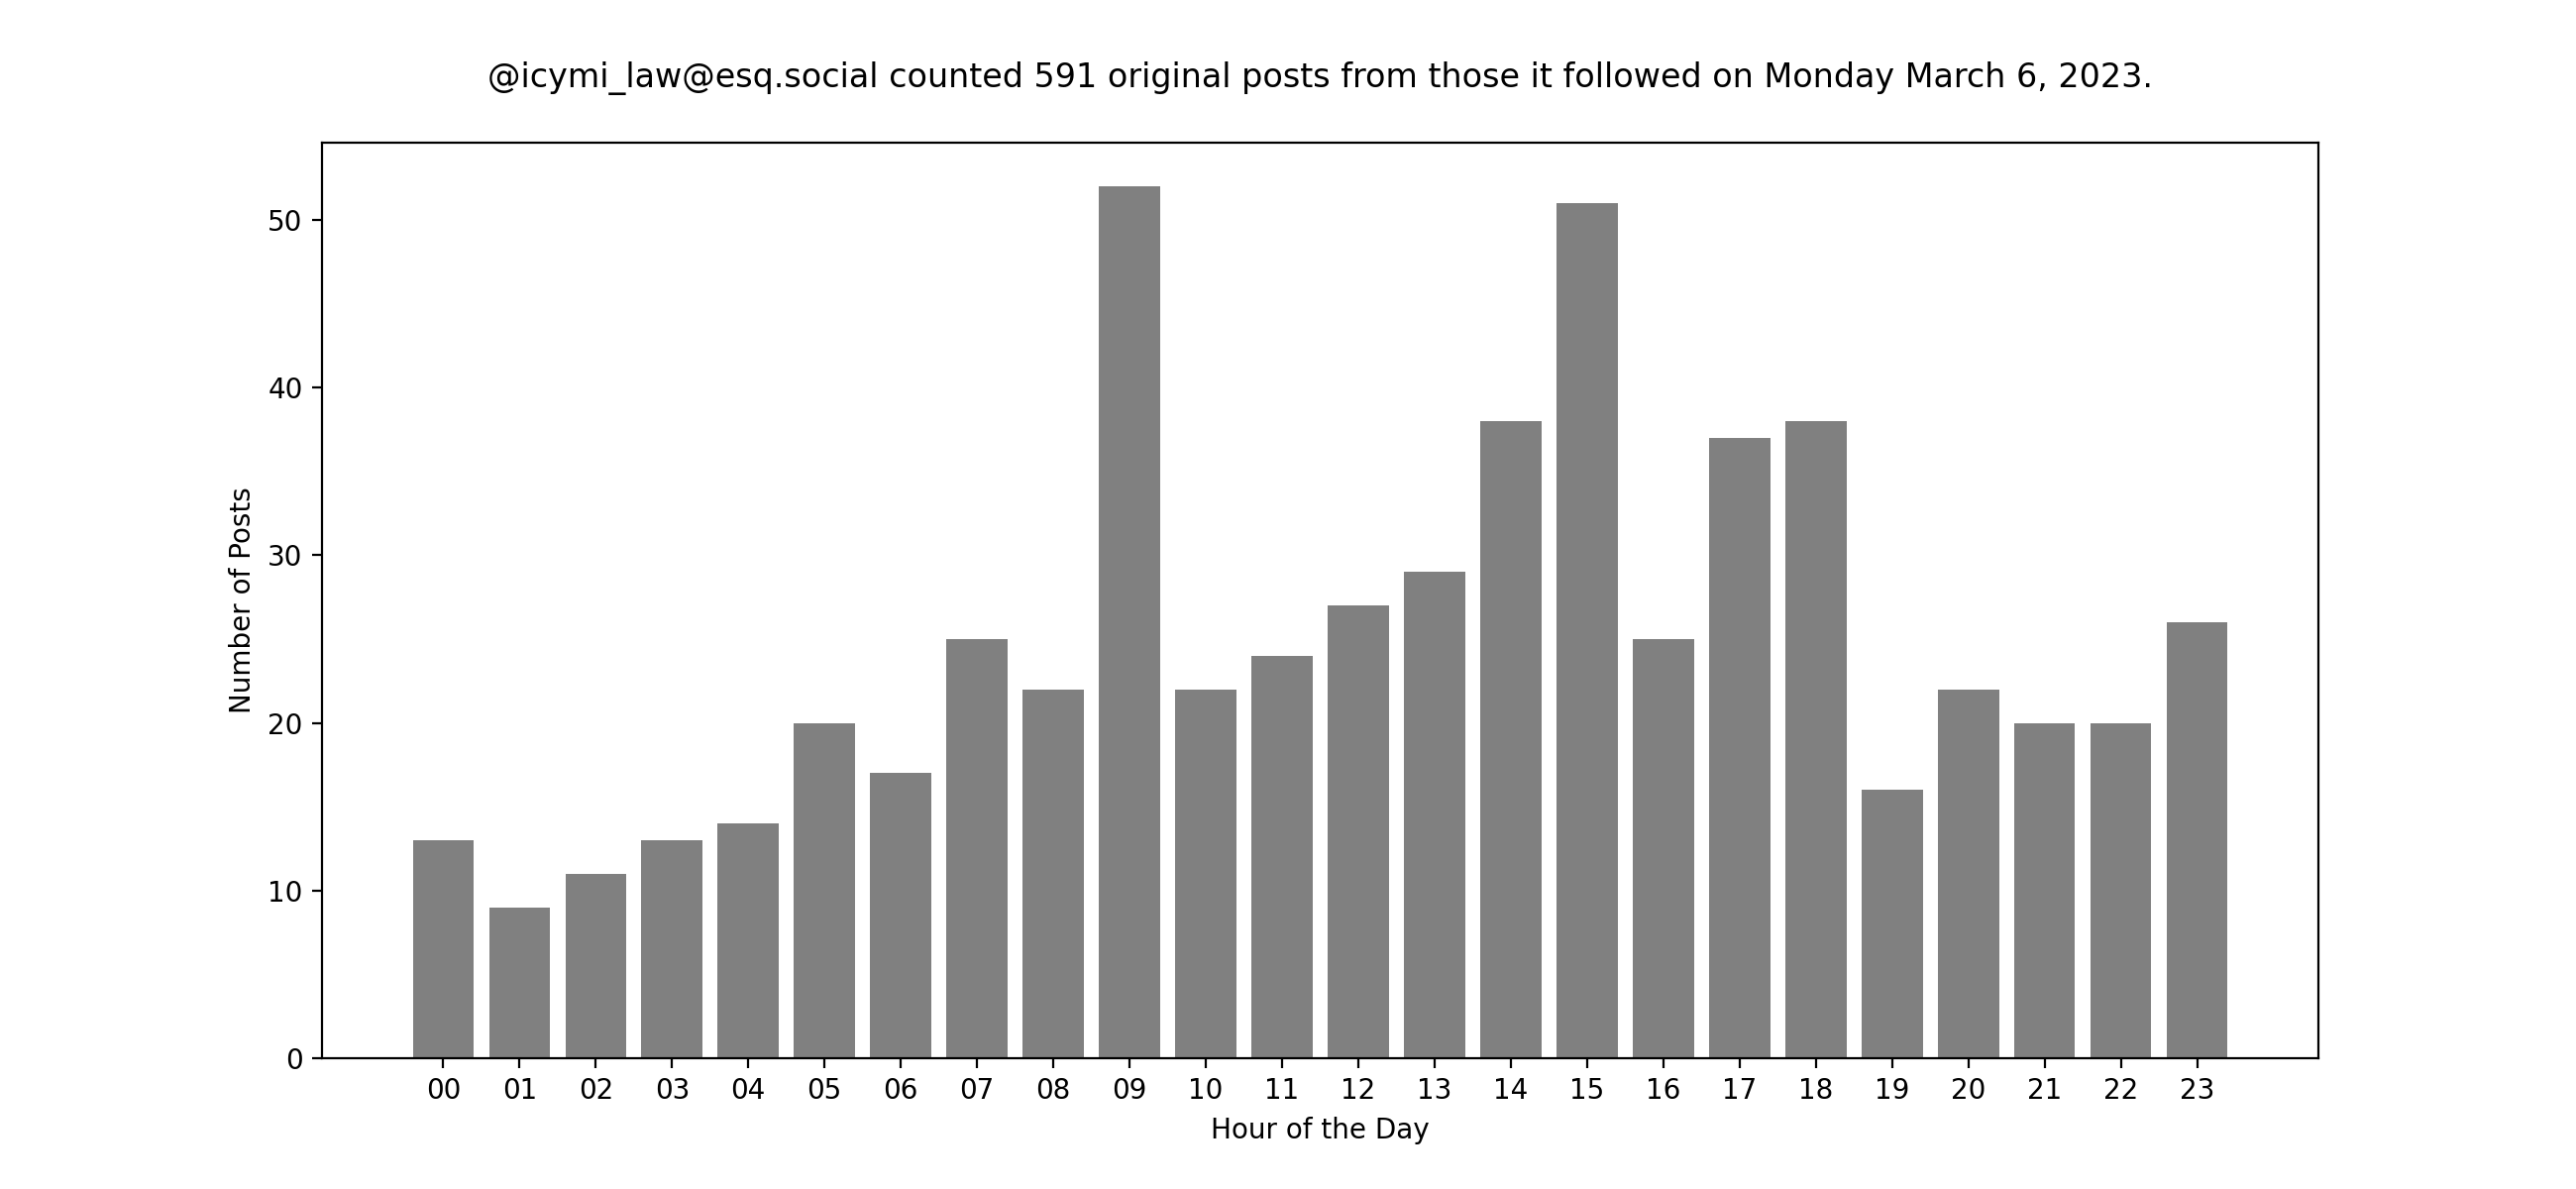 @icymi_law@esq.social counted 591 original posts from those it followed on Monday March 6, 2023.
50
40
30
20
10
0
Number of Posts
00 01 02 03 04 05 06 07 08 09 10 11 12 13 14 15 16 17 18 19 20 21 22 23
Hour of the Day